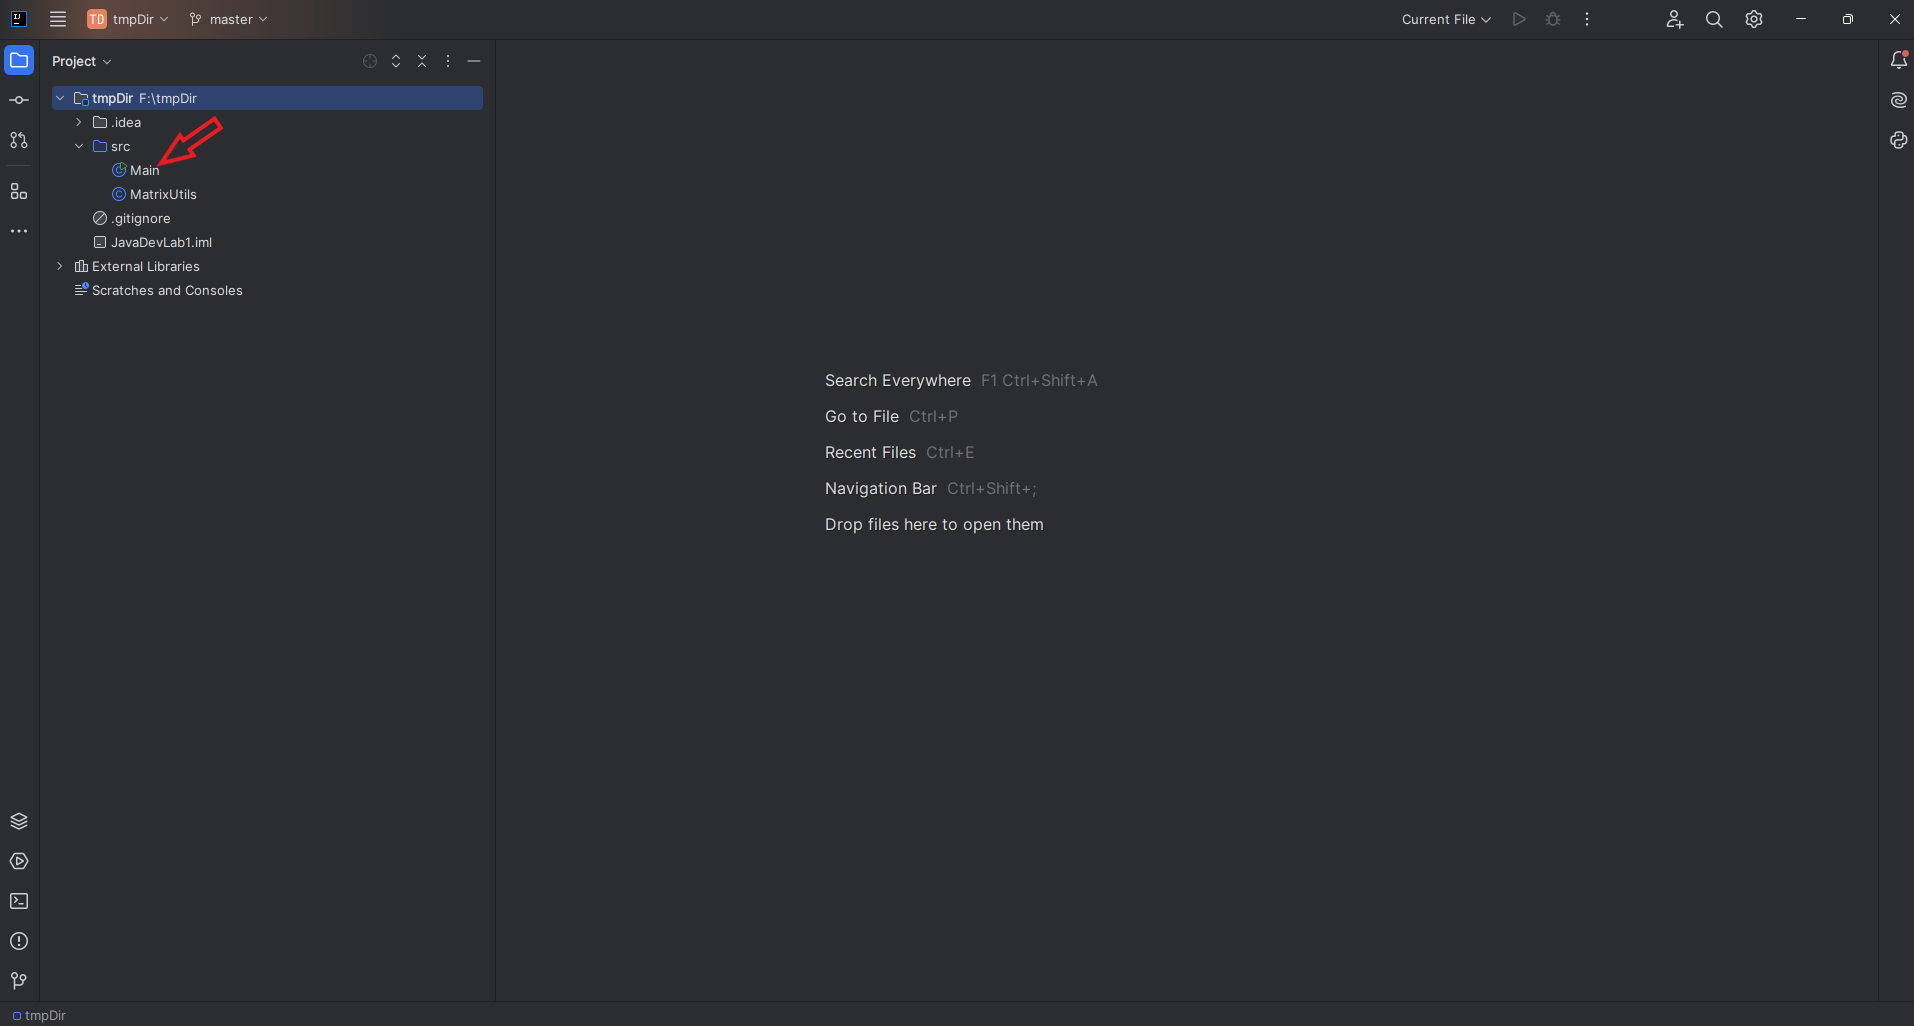 TD tmpDir master Current File
Project
tmpDir F:\tmpDir
.idea
src
Main
MatrixUtils
.gitignore
JavaDevLab1.iml
External Libraries
Scratches and Consoles
Search Everywhere F1 Ctrl+Shift+A
Go to File Ctrl+P
Recent Files Ctrl+E
Navigation Bar Ctrl+Shift+;
Drop files here to open them
tmpDir